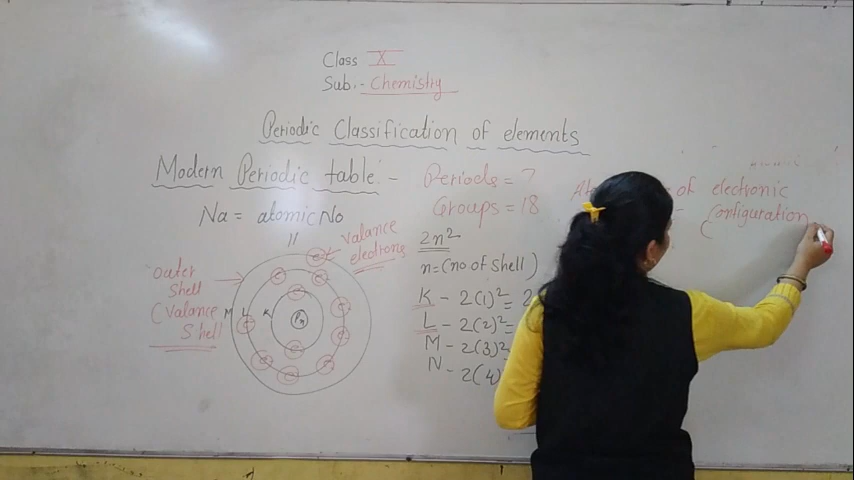 Class X
Sub.- Chemistry
Periodic Classification of elements
Modern Periodic table:-
Periods = 7
Groups = 18
Na = atomic No
11
Valance
electrons
Outer
Shell
(Valance
Shell
M L K
Pn
2n²
n=(no of shell)
K - 2(1)² = 2
L - 2(2)² =
M - 2(3)²
N - 2(4)
of electronic
Configuration